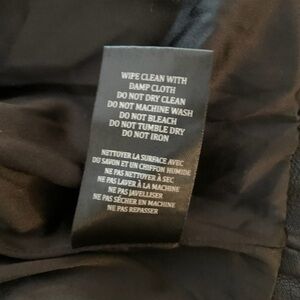 WIPE CLEAN WITH
DAMP CLOTH
DO NOT DRY CLEAN
DO NOT MACHINE WASH
DO NOT BLEACH
DO NOT TUMBLE DRY
DO NOT IRON
NETTOYER LA SURFACE AVEC
DU SAVON ET UN CHIFFON HUMIDE
NE PAS NETTOYER À SEC
NE PAS LAVER À LA MACHINE
NE PAS JAVELLISER
NE PAS SÉCHER EN MACHINE
NE PAS REPASSER